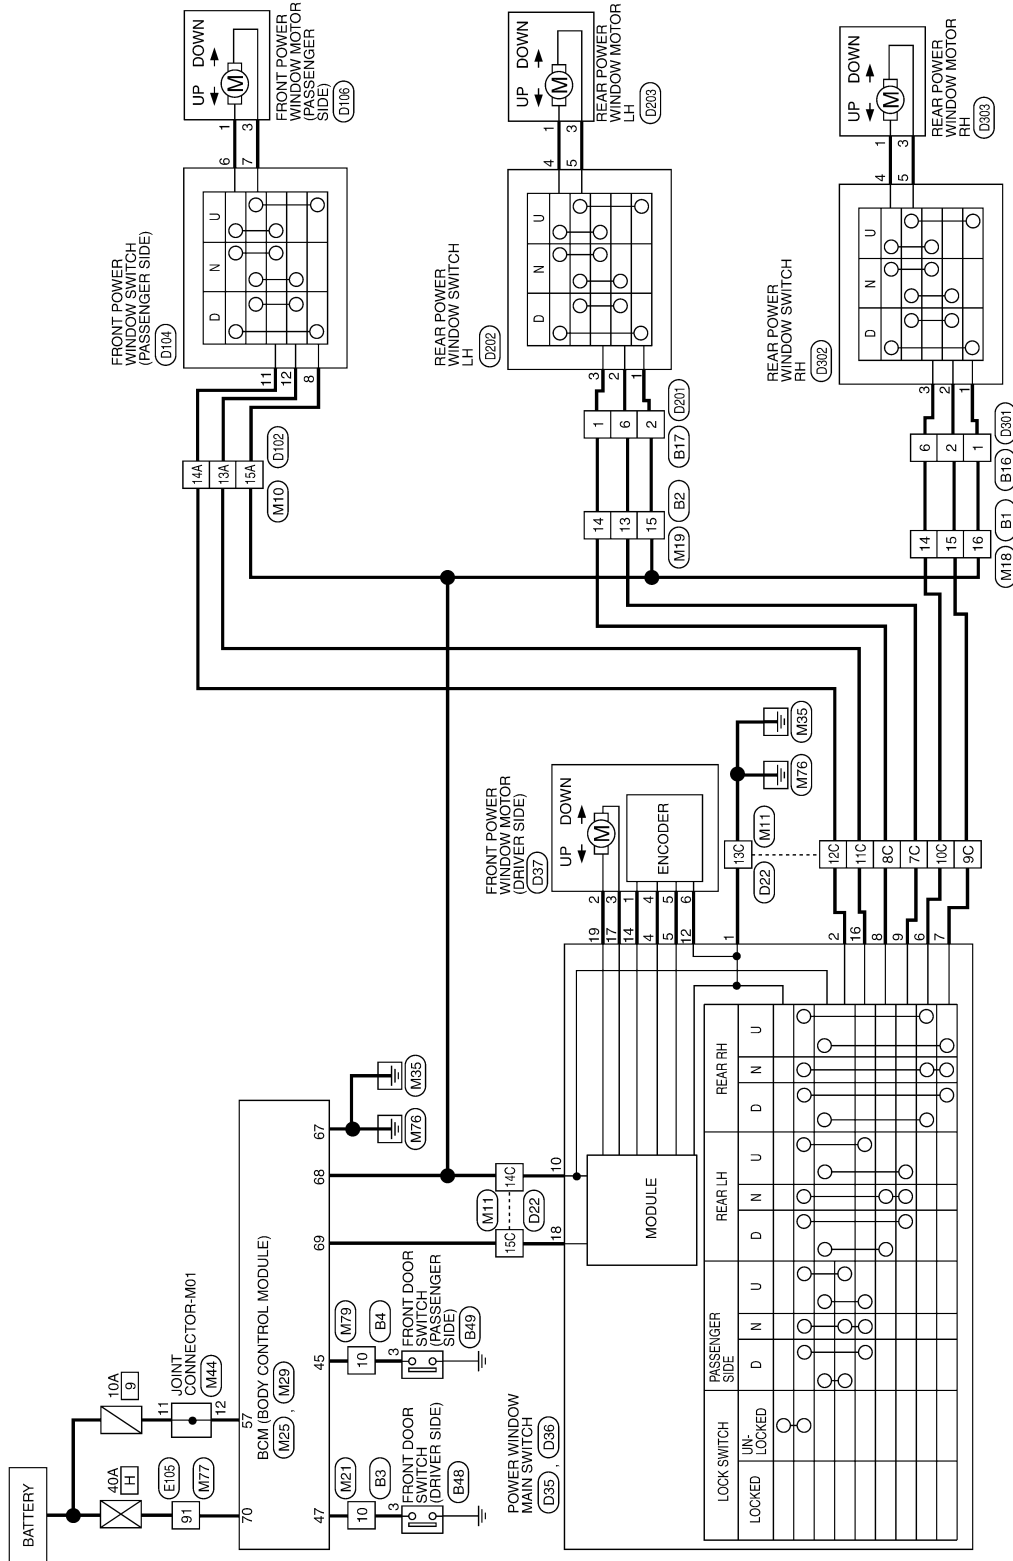 BATTERY
40A
H
10A
9
E105
91
M77
11
JOINT
CONNECTOR-M01
M44
12
70
57
BCM (BODY CONTROL MODULE)
M25 , M29
47
45
69
68
67
M21
10
B3
3
FRONT DOOR
SWITCH
(DRIVER SIDE)
B48
M79
10
B4
3
FRONT DOOR
SWITCH
(PASSENGER
SIDE)
B49
M76
M35
M11
15C
14C
D22
18
10
POWER WINDOW
MAIN SWITCH
D35 , D36
MODULE
LOCK SWITCH
LOCKED
UN-
LOCKED
PASSENGER
SIDE
D
N
U
REAR LH
D
N
U
REAR RH
D
N
U
19
17
14
4
5
12
1
2
16
8
9
6
7
2
3
1
4
5
6
FRONT POWER
WINDOW MOTOR
(DRIVER SIDE)
D37
UP
DOWN
M
ENCODER
D22
13C
M11
12C
11C
8C
7C
10C
9C
M76
M35
M10
14A
13A
15A
D102
11
12
8
FRONT POWER
WINDOW SWITCH
(PASSENGER SIDE)
D104
D
N
U
6
7
1
3
UP
DOWN
M
FRONT POWER
WINDOW MOTOR
(PASSENGER
SIDE)
D106
M19
14
13
15
B2
B17
1
6
2
D201
3
2
1
REAR POWER
WINDOW SWITCH
LH
D202
D
N
U
4
5
1
3
UP
DOWN
M
REAR POWER
WINDOW MOTOR
LH
D203
M18
14
15
16
B1
B16
6
2
1
D301
3
2
1
REAR POWER
WINDOW SWITCH
RH
D302
D
N
U
4
5
1
3
UP
DOWN
M
REAR POWER
WINDOW MOTOR
RH
D303